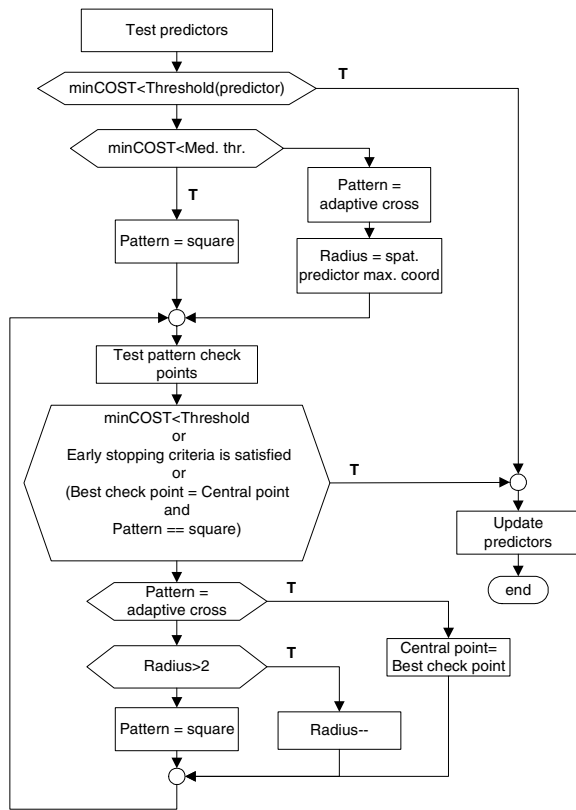 Test predictors
T
minCOST<Threshold(predictor)
minCOST<Med. thr.
T
Pattern =
adaptive cross
Pattern = square
Radius = spat.
predictor max. coord
Test pattern check
points
minCOST<Threshold
or
Early stopping criteria is satisfied
or
(Best check point = Central point
and
Pattern == square)
T
Update
predictors
end
Pattern =
adaptive cross
T
Central point=
Best check point
Radius>2
T
Pattern = square
Radius--